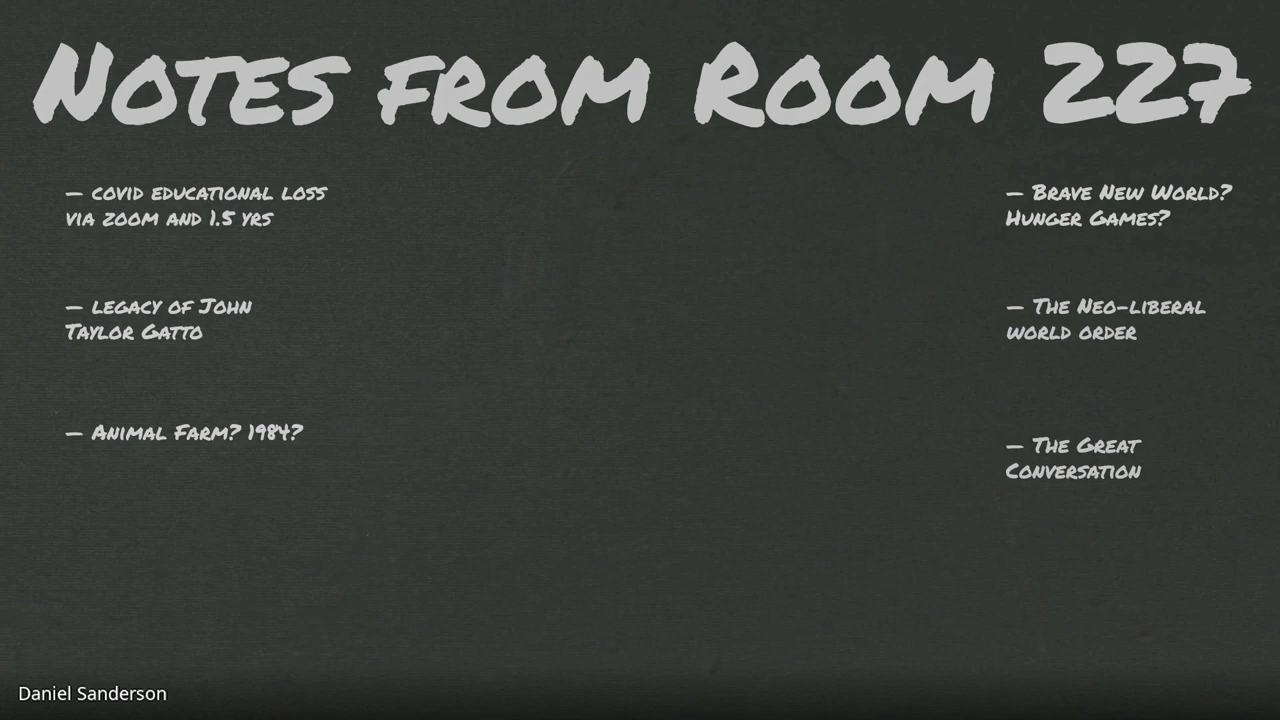 Notes from Room 227
– covid educational loss
via zoom and 1.5 yrs
– legacy of John
Taylor Gatto
– Animal Farm? 1984?
– Brave New World?
Hunger Games?
– The Neo-liberal
world order
– The Great
Conversation
Daniel Sanderson